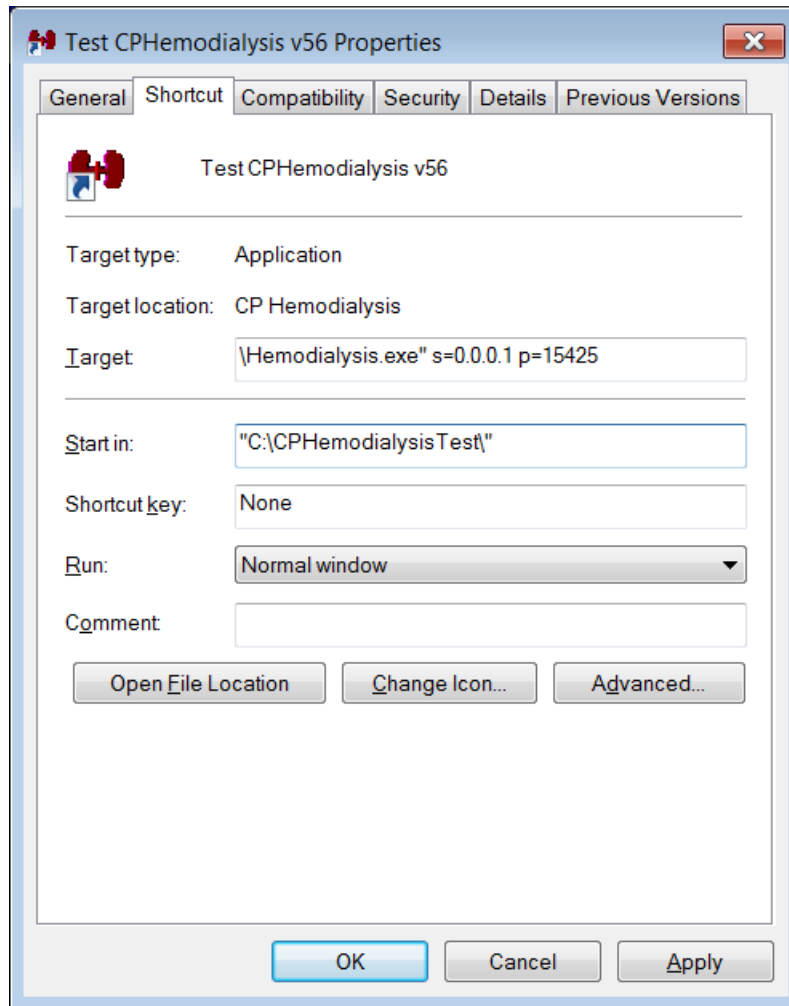 Test CPHemodialysis v56 Properties
General Shortcut Compatibility Security Details Previous Versions
Test CPHemodialysis v56
Target type: Application
Target location: CP Hemodialysis
Target: \Hemodialysis.exe" s=0.0.0.1 p=15425
Start in: "C:\CPHemodialysisTest\"
Shortcut key: None
Run: Normal window
Comment:
Open File Location Change Icon... Advanced...
OK Cancel Apply